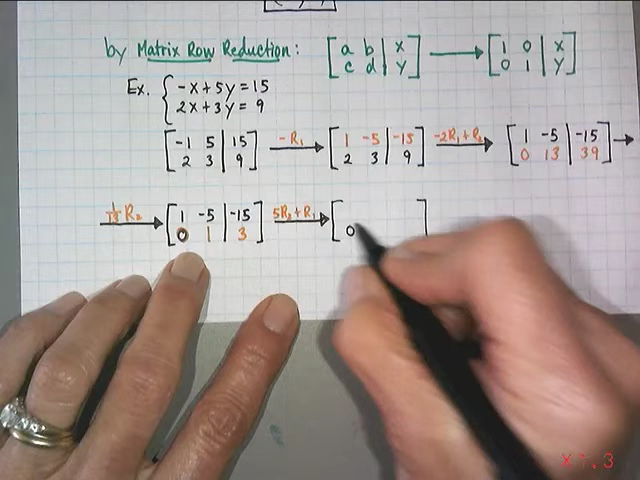 by Matrix Row Reduction: [a b | x / c d | y] → [1 0 | x / 0 1 | y]
Ex. { -x + 5y = 15
2x + 3y = 9
[-1 5 | 15 / 2 3 | 9] -R₁ → [1 -5 | -15 / 2 3 | 9] -2R₁+R₂ → [1 -5 | -15 / 0 13 | 39] →
1/13 R₂ → [1 -5 | -15 / 0 1 | 3] 5R₂+R₁ → [ / 0 ]
x1.3